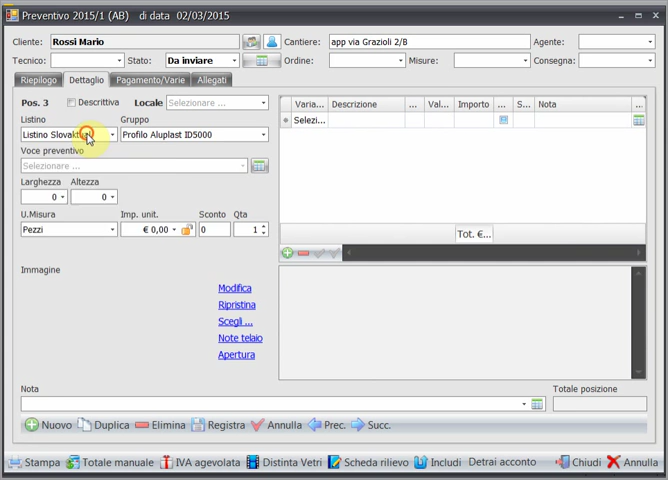 Preventivo 2015/1 (AB) di data 02/03/2015
Cliente: Rossi Mario Cantiere: app via Grazioli 2/B Agente:
Tecnico: Stato: Da inviare Ordine: Misure: Consegna:
Riepilogo Dettaglio Pagamento/Varie Allegati
Pos. 3 Descrittiva Locale Selezionare ...
Varia... Descrizione ... Val... Importo ... S... Nota ...
Selezi...
Listino Gruppo
Listino Slovaktual Profilo Aluplast ID5000
Voce preventivo
Selezionare ...
Larghezza Altezza
0 0
U.Misura Imp. unit. Sconto Qta
Pezzi € 0,00 0 1
Tot. €...
Immagine
Modifica
Ripristina
Scegli ...
Note telaio
Apertura
Nota Totale posizione
Nuovo Duplica Elimina Registra Annulla Prec. Succ.
Stampa Totale manuale IVA agevolata Distinta Vetri Scheda rilievo Includi Detrai acconto Chiudi Annulla